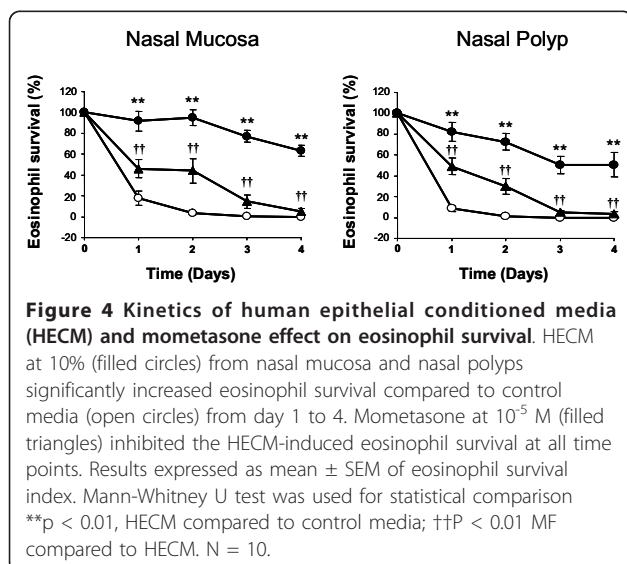 Nasal Mucosa
Nasal Polyp
Eosinophil survival (%)
120
100
80
60
40
20
0
-20
**
**
**
**
††
††
††
††
0 1 2 3 4
Time (Days)
Eosinophil survival (%)
120
100
80
60
40
20
0
-20
**
**
**
**
††
††
††
††
0 1 2 3 4
Time (Days)
Figure 4 Kinetics of human epithelial conditioned media
(HECM) and mometasone effect on eosinophil survival. HECM
at 10% (filled circles) from nasal mucosa and nasal polyps
significantly increased eosinophil survival compared to control
media (open circles) from day 1 to 4. Mometasone at 10⁻⁵ M (filled
triangles) inhibited the HECM-induced eosinophil survival at all time
points. Results expressed as mean ± SEM of eosinophil survival
index. Mann-Whitney U test was used for statistical comparison
**p < 0.01, HECM compared to control media; ††P < 0.01 MF
compared to HECM. N = 10.